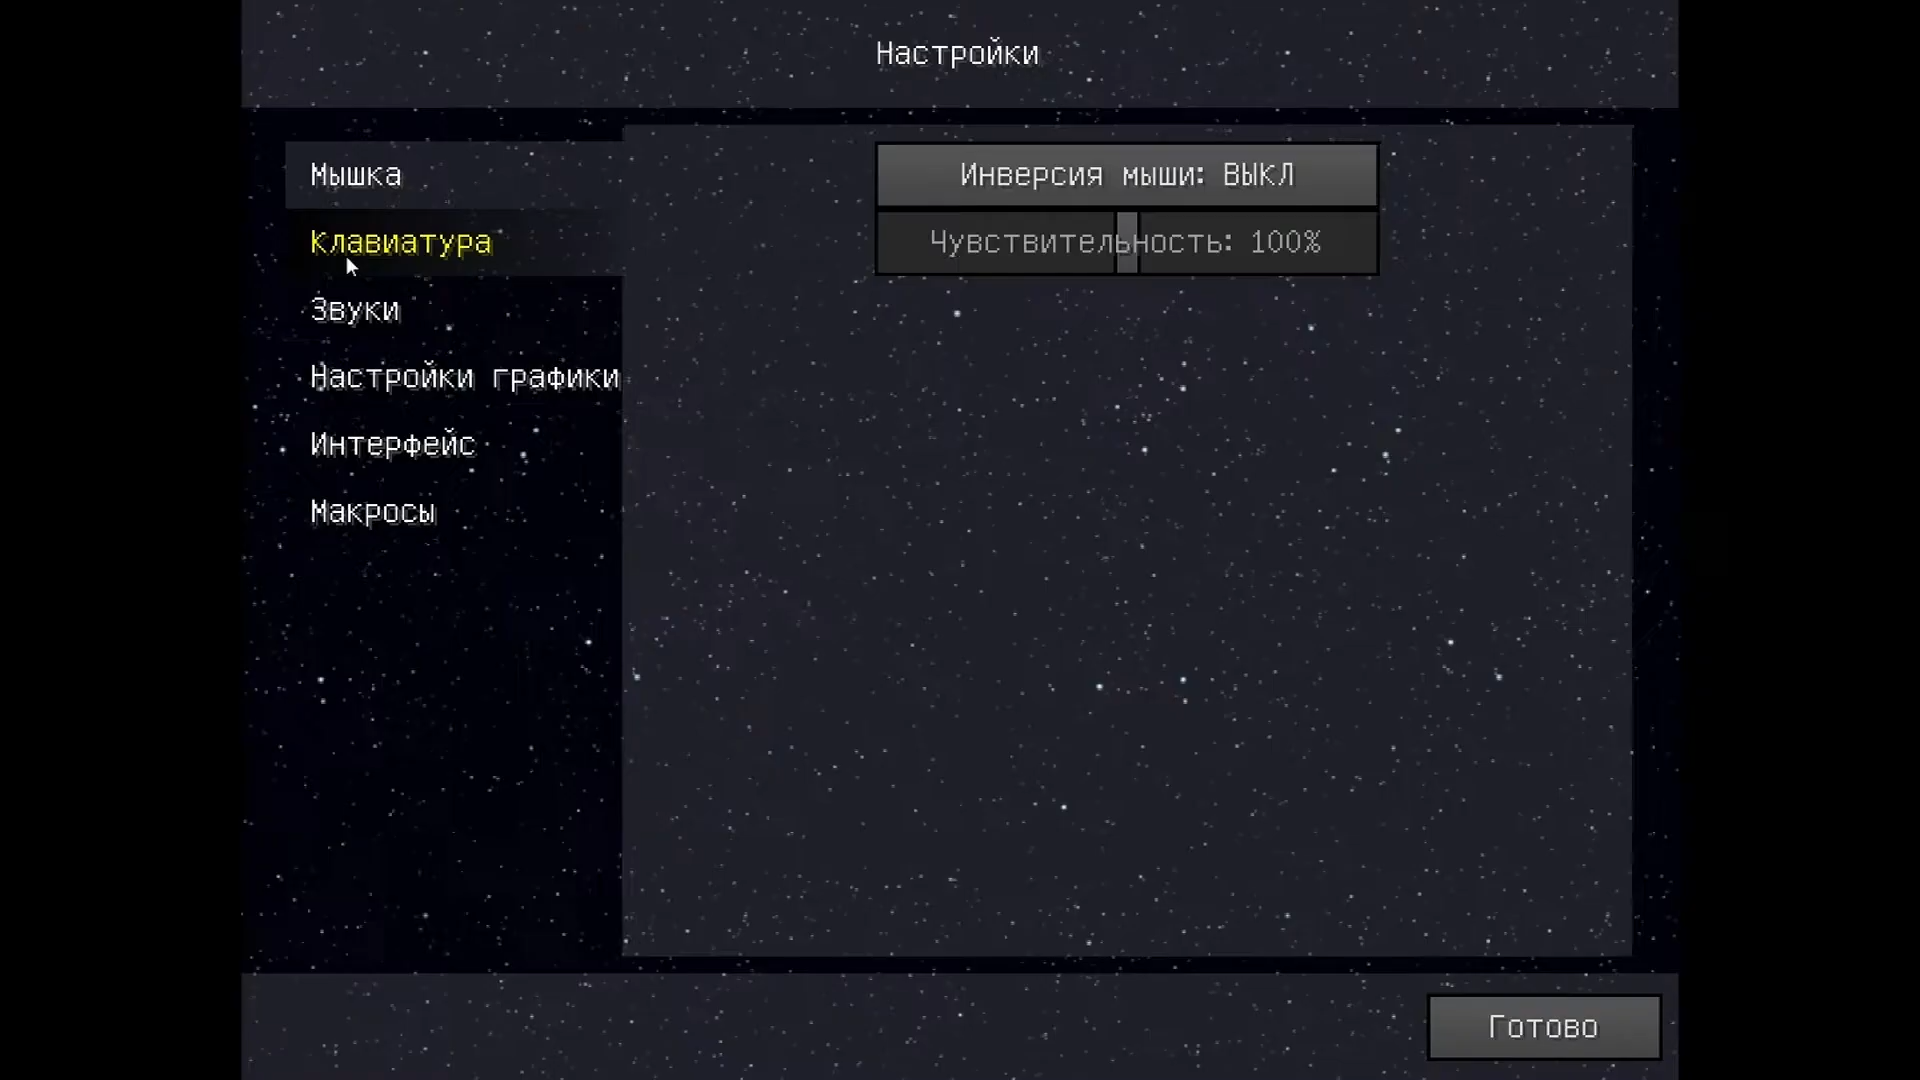 Настройки
Мышка
Клавиатура
Звуки
Настройки графики
Интерфейс
Макросы
Инверсия мыши: ВЫКЛ
Чувствительность: 100%
Готово